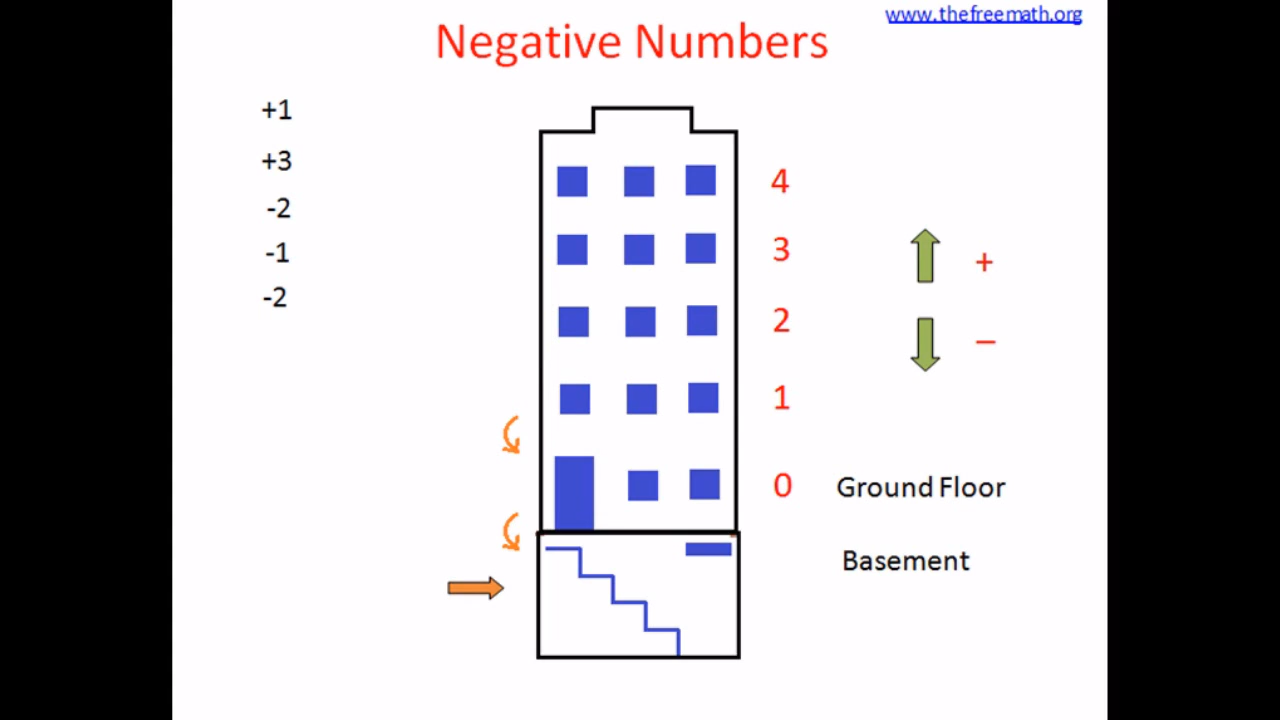 www.thefreemath.org
Negative Numbers
+1
+3
-2
-1
-2
4
3
+
2
–
1
0 Ground Floor
Basement